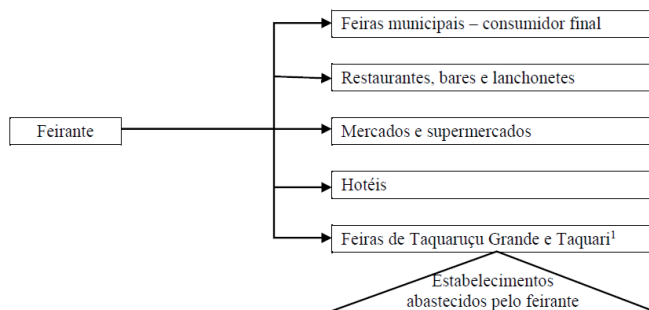 Feiras municipais – consumidor final
Restaurantes, bares e lanchonetes
Feirante
Mercados e supermercados
Hotéis
Feiras de Taquaruçu Grande e Taquari¹
Estabelecimentos
abastecidos pelo feirante